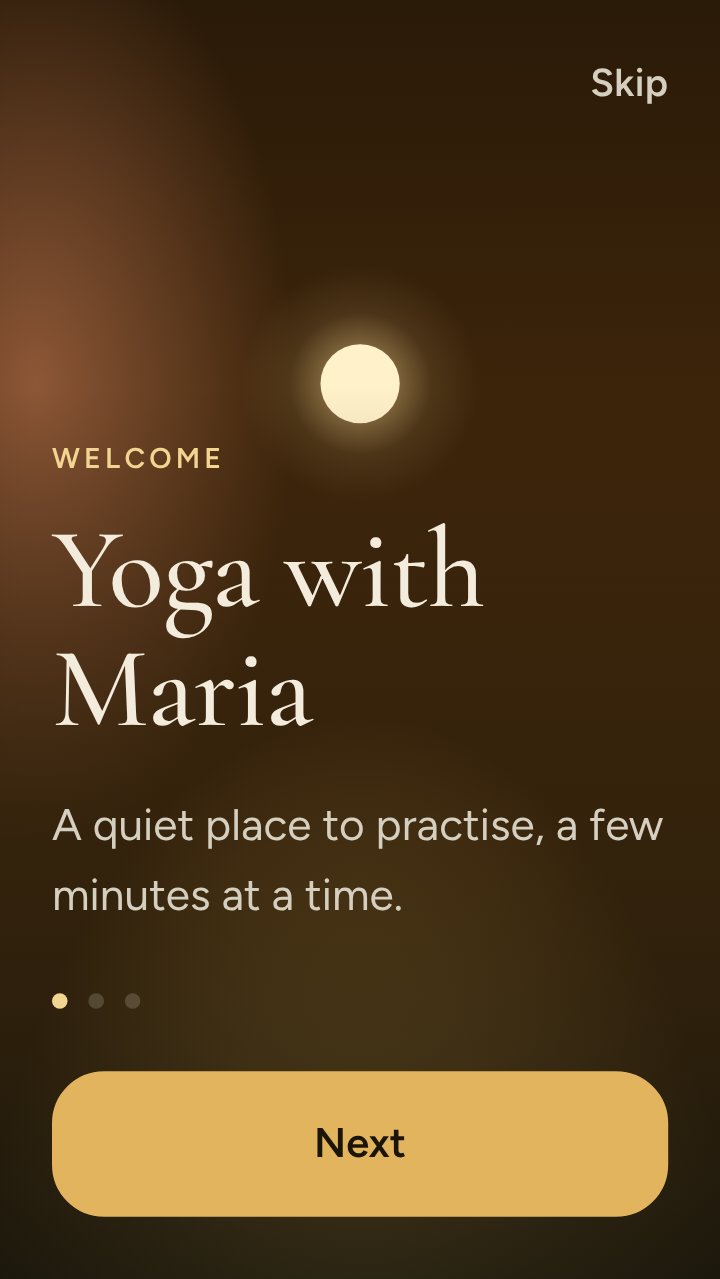 Skip
WELCOME
Yoga with
Maria
A quiet place to practise, a few
minutes at a time.
Next